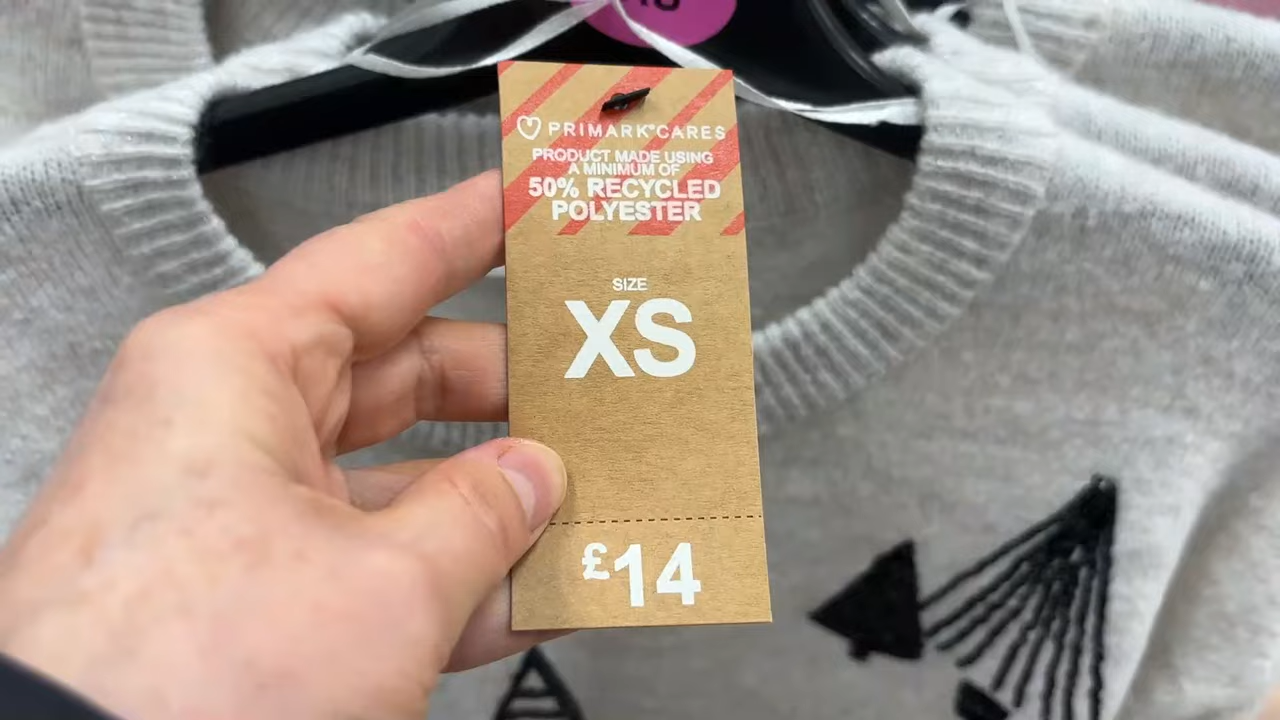 PRIMARK®CARES
PRODUCT MADE USING
A MINIMUM OF
50% RECYCLED
POLYESTER
SIZE
XS
£14